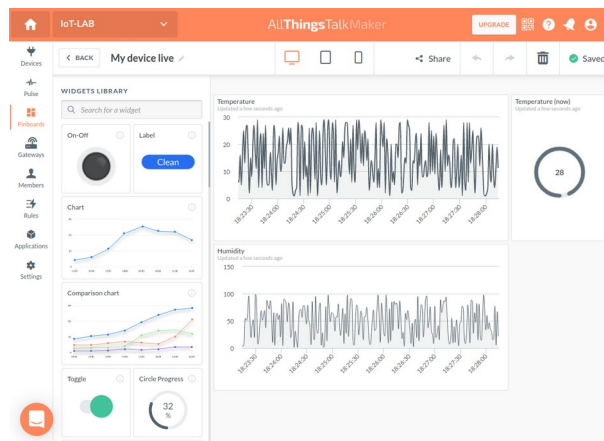 IoT-LAB
AllThingsTalkMaker
UPGRADE
BACK
My device live
Share
Saved
Devices
Pulse
Pinboards
Gateways
Members
Rules
Applications
Settings
WIDGETS LIBRARY
Search for a widget
On-Off
Label
Clean
Chart
Comparison chart
Toggle
Circle Progress
32
%
Temperature
Updated a few seconds ago
30
20
10
0
18:23:30
18:24:00
18:24:30
18:25:00
18:25:30
18:26:00
18:26:30
18:27:00
18:27:30
18:28:00
Temperature (now)
Updated a few seconds ago
28
Humidity
Updated a few seconds ago
150
100
50
0
18:23:30
18:24:00
18:24:30
18:25:00
18:25:30
18:26:00
18:26:30
18:27:00
18:27:30
18:28:00